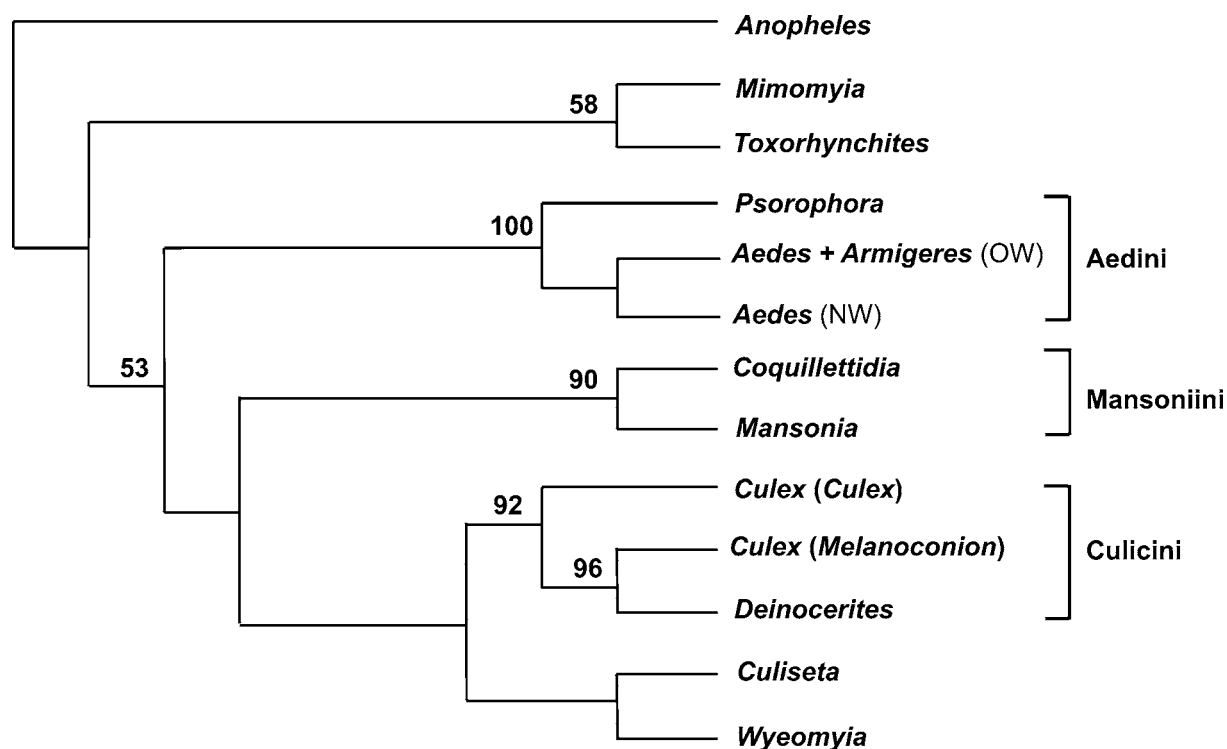 Anopheles
Mimomyia
58
Toxorhynchites
Psorophora
100
Aedes + Armigeres (OW)
Aedini
Aedes (NW)
53
Coquillettidia
90
Mansoniini
Mansonia
Culex (Culex)
92
Culex (Melanoconion)
Culicini
96
Deinocerites
Culiseta
Wyeomyia